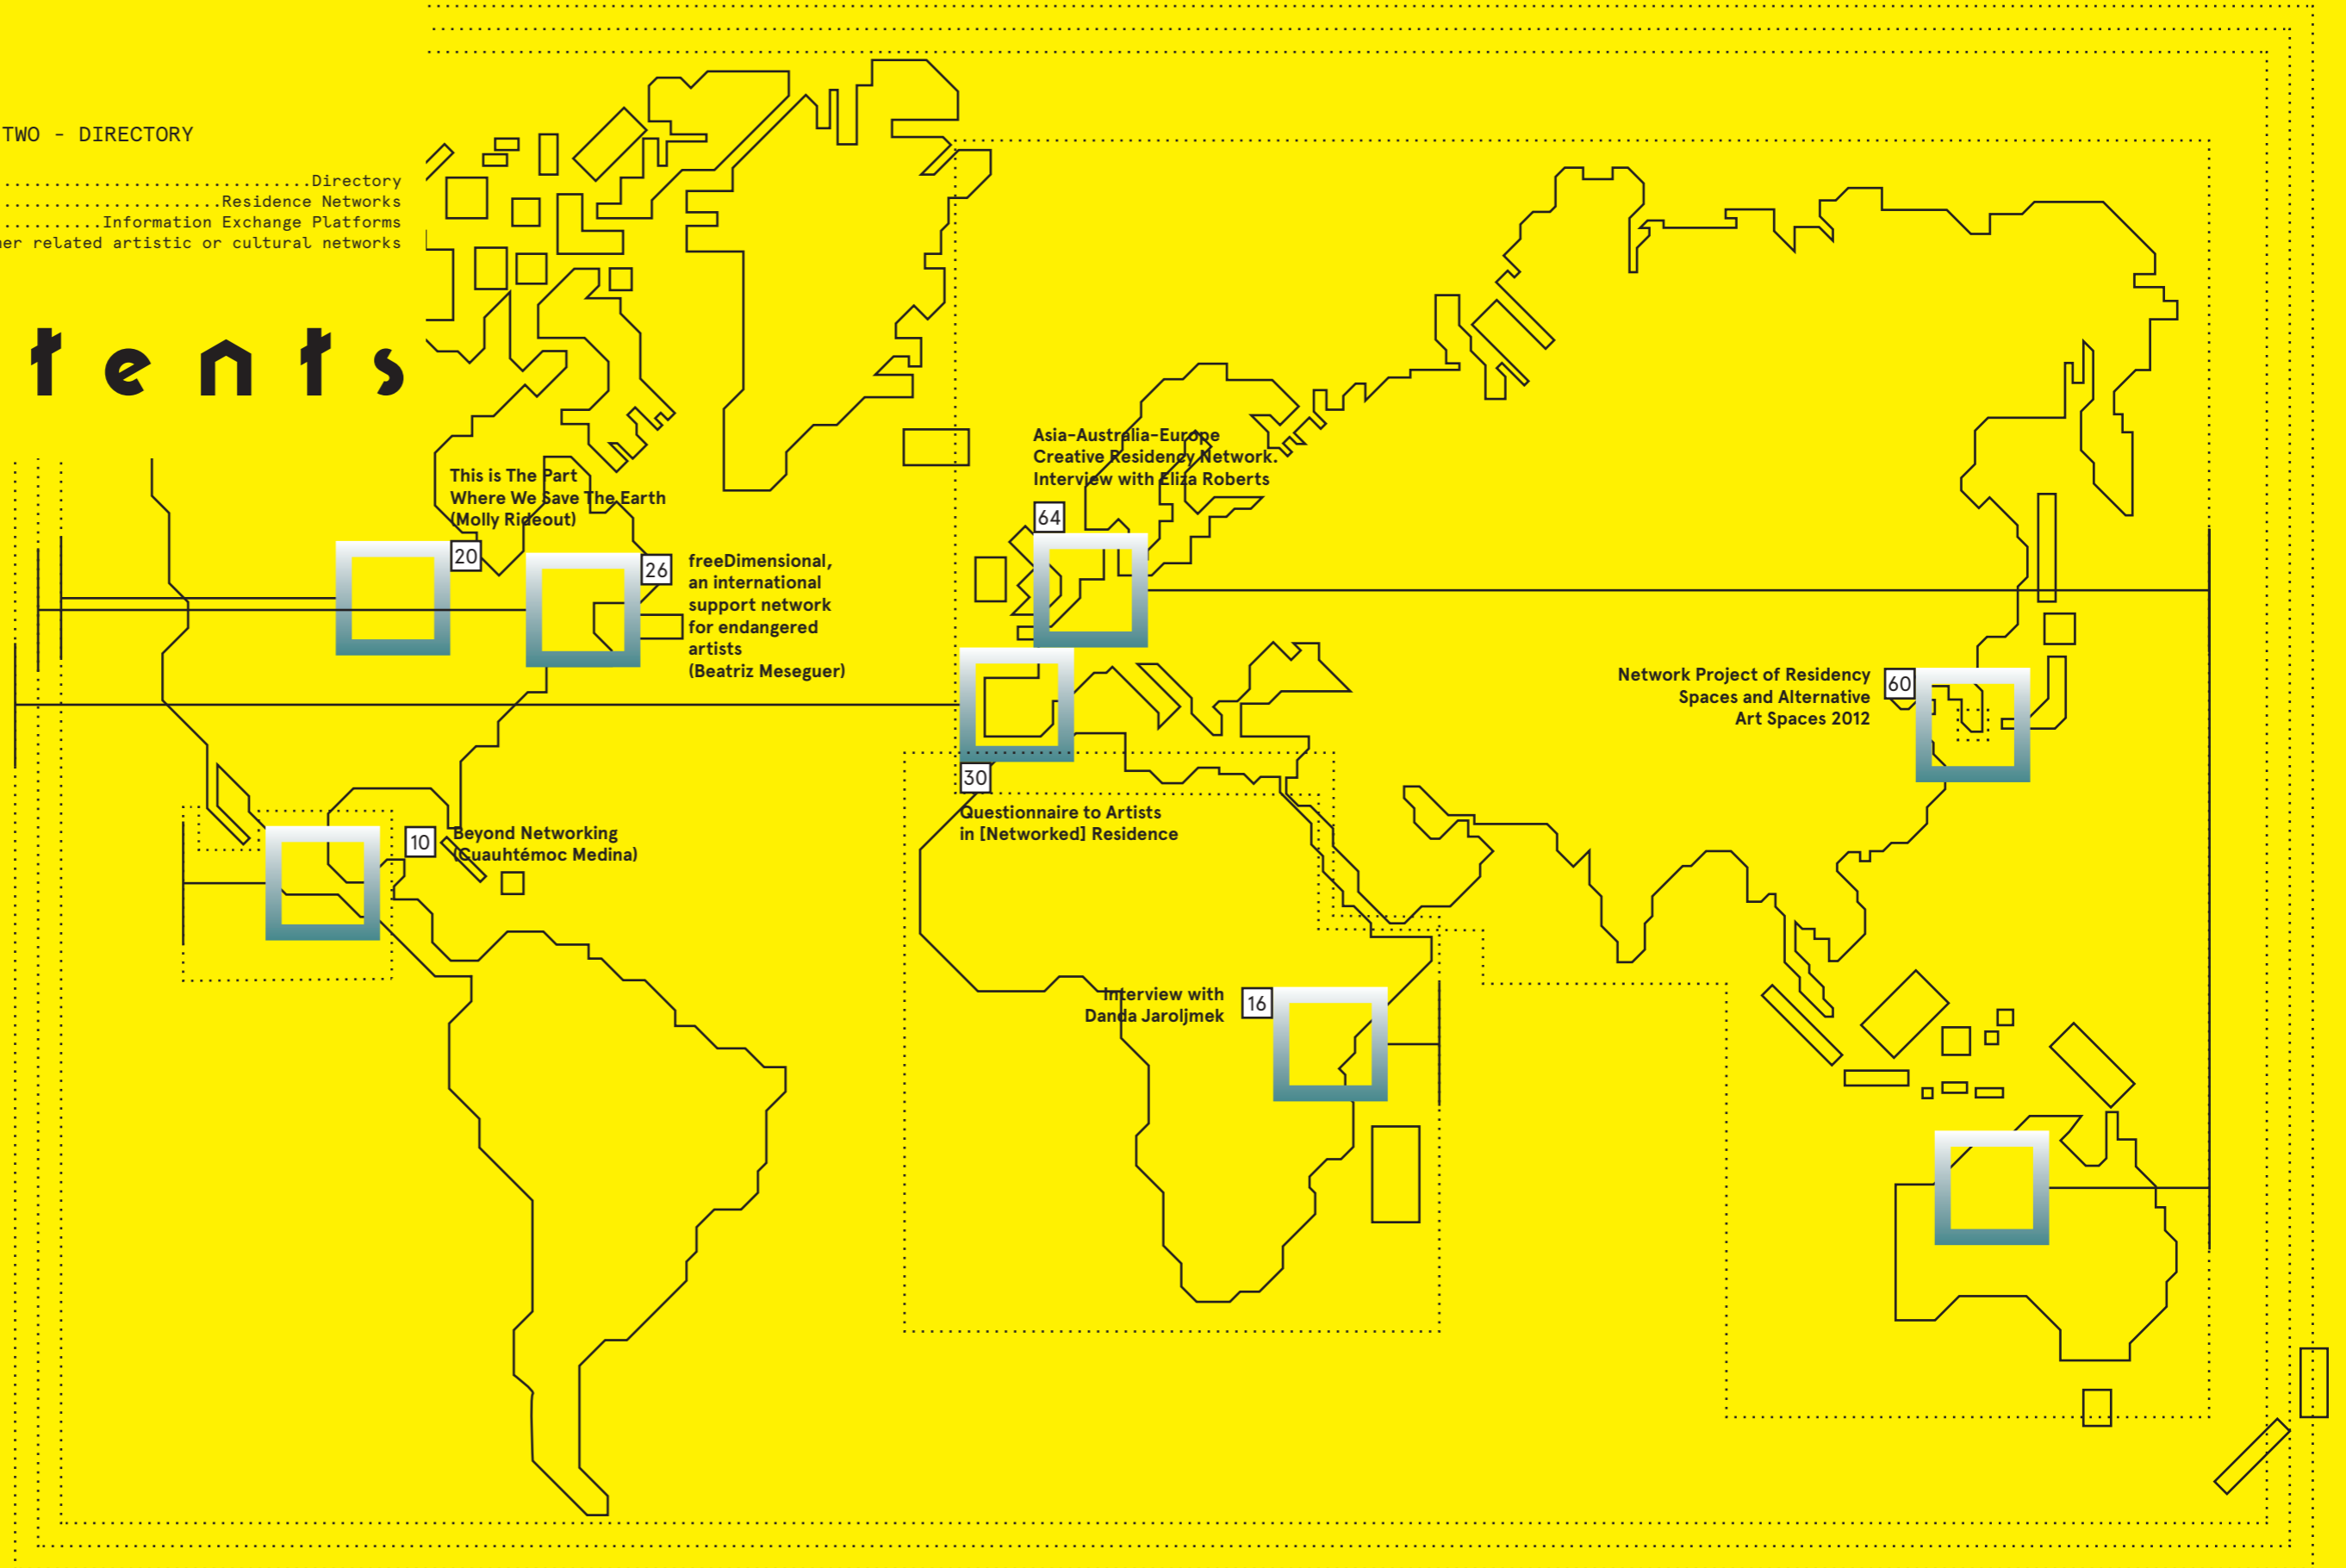 TWO - DIRECTORY
...............................Directory
......................Residence Networks
..........Information Exchange Platforms
related artistic or cultural networks
tents
This is The Part
Where We Save The Earth
(Molly Rideout)
20
26
freeDimensional,
an international
support network
for endangered
artists
(Beatriz Meseguer)
Asia-Australia-Europe
Creative Residency Network.
Interview with Eliza Roberts
64
30
Questionnaire to Artists
in [Networked] Residence
Network Project of Residency
Spaces and Alternative
Art Spaces 2012
60
10
Beyond Networking
(Cuauhtémoc Medina)
Interview with
Danda Jaroljmek
16